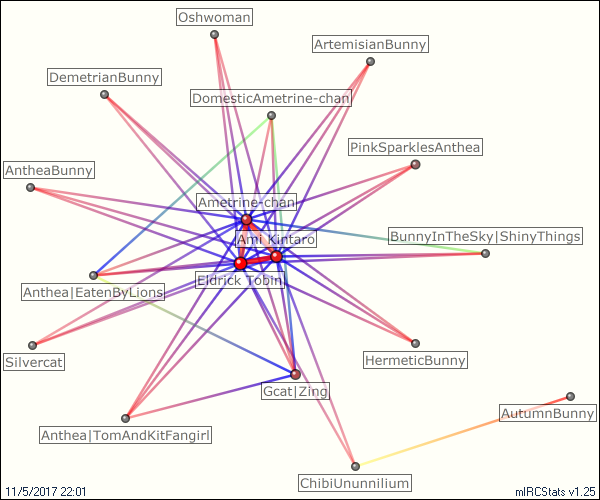 Oshwoman
ArtemisianBunny
DemetrianBunny
DomesticAmetrine-chan
PinkSparklesAnthea
AntheaBunny
Ametrine-chan
Ami Kintaro
BunnyInTheSky|ShinyThings
Eldrick Tobin
Anthea|EatenByLions
Silvercat
HermeticBunny
Gcat|Zing
AutumnBunny
Anthea|TomAndKitFangirl
ChibiUnunnilium
11/5/2017 22:01
mIRCStats v1.25